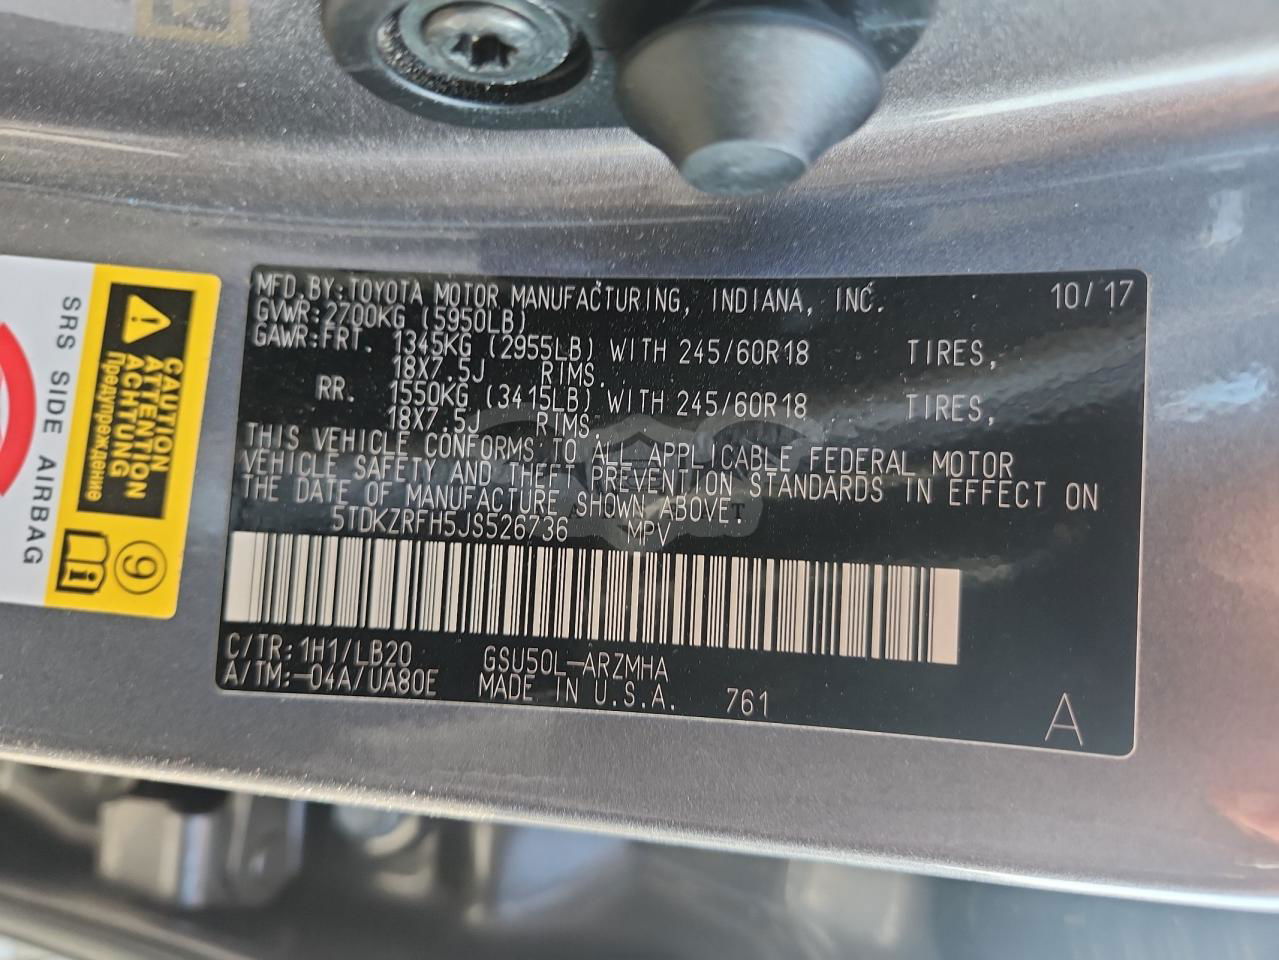 MFD.BY:TOYOTA MOTOR MANUFACTURING, INDIANA, INC. 10/17
GVWR:2700KG (5950LB)
GAWR:FRT. 1345KG (2955LB) WITH 245/60R18 TIRES,
18X7.5J RIMS.
RR. 1550KG (3415LB) WITH 245/60R18 TIRES,
18X7.5J RIMS.
THIS VEHICLE CONFORMS TO ALL APPLICABLE FEDERAL MOTOR
VEHICLE SAFETY AND THEFT PREVENTION STANDARDS IN EFFECT ON
THE DATE OF MANUFACTURE SHOWN ABOVE.
5TDKZRFH5JS526736 MPV
C/TR:1H1/LB20 GSU50L-ARZMHA
A/TM:-04A/UA80E MADE IN U.S.A. 761 A
CAUTION
ATTENTION
ACHTUNG
Предупреждение
9
SRS SIDE AIRBAG